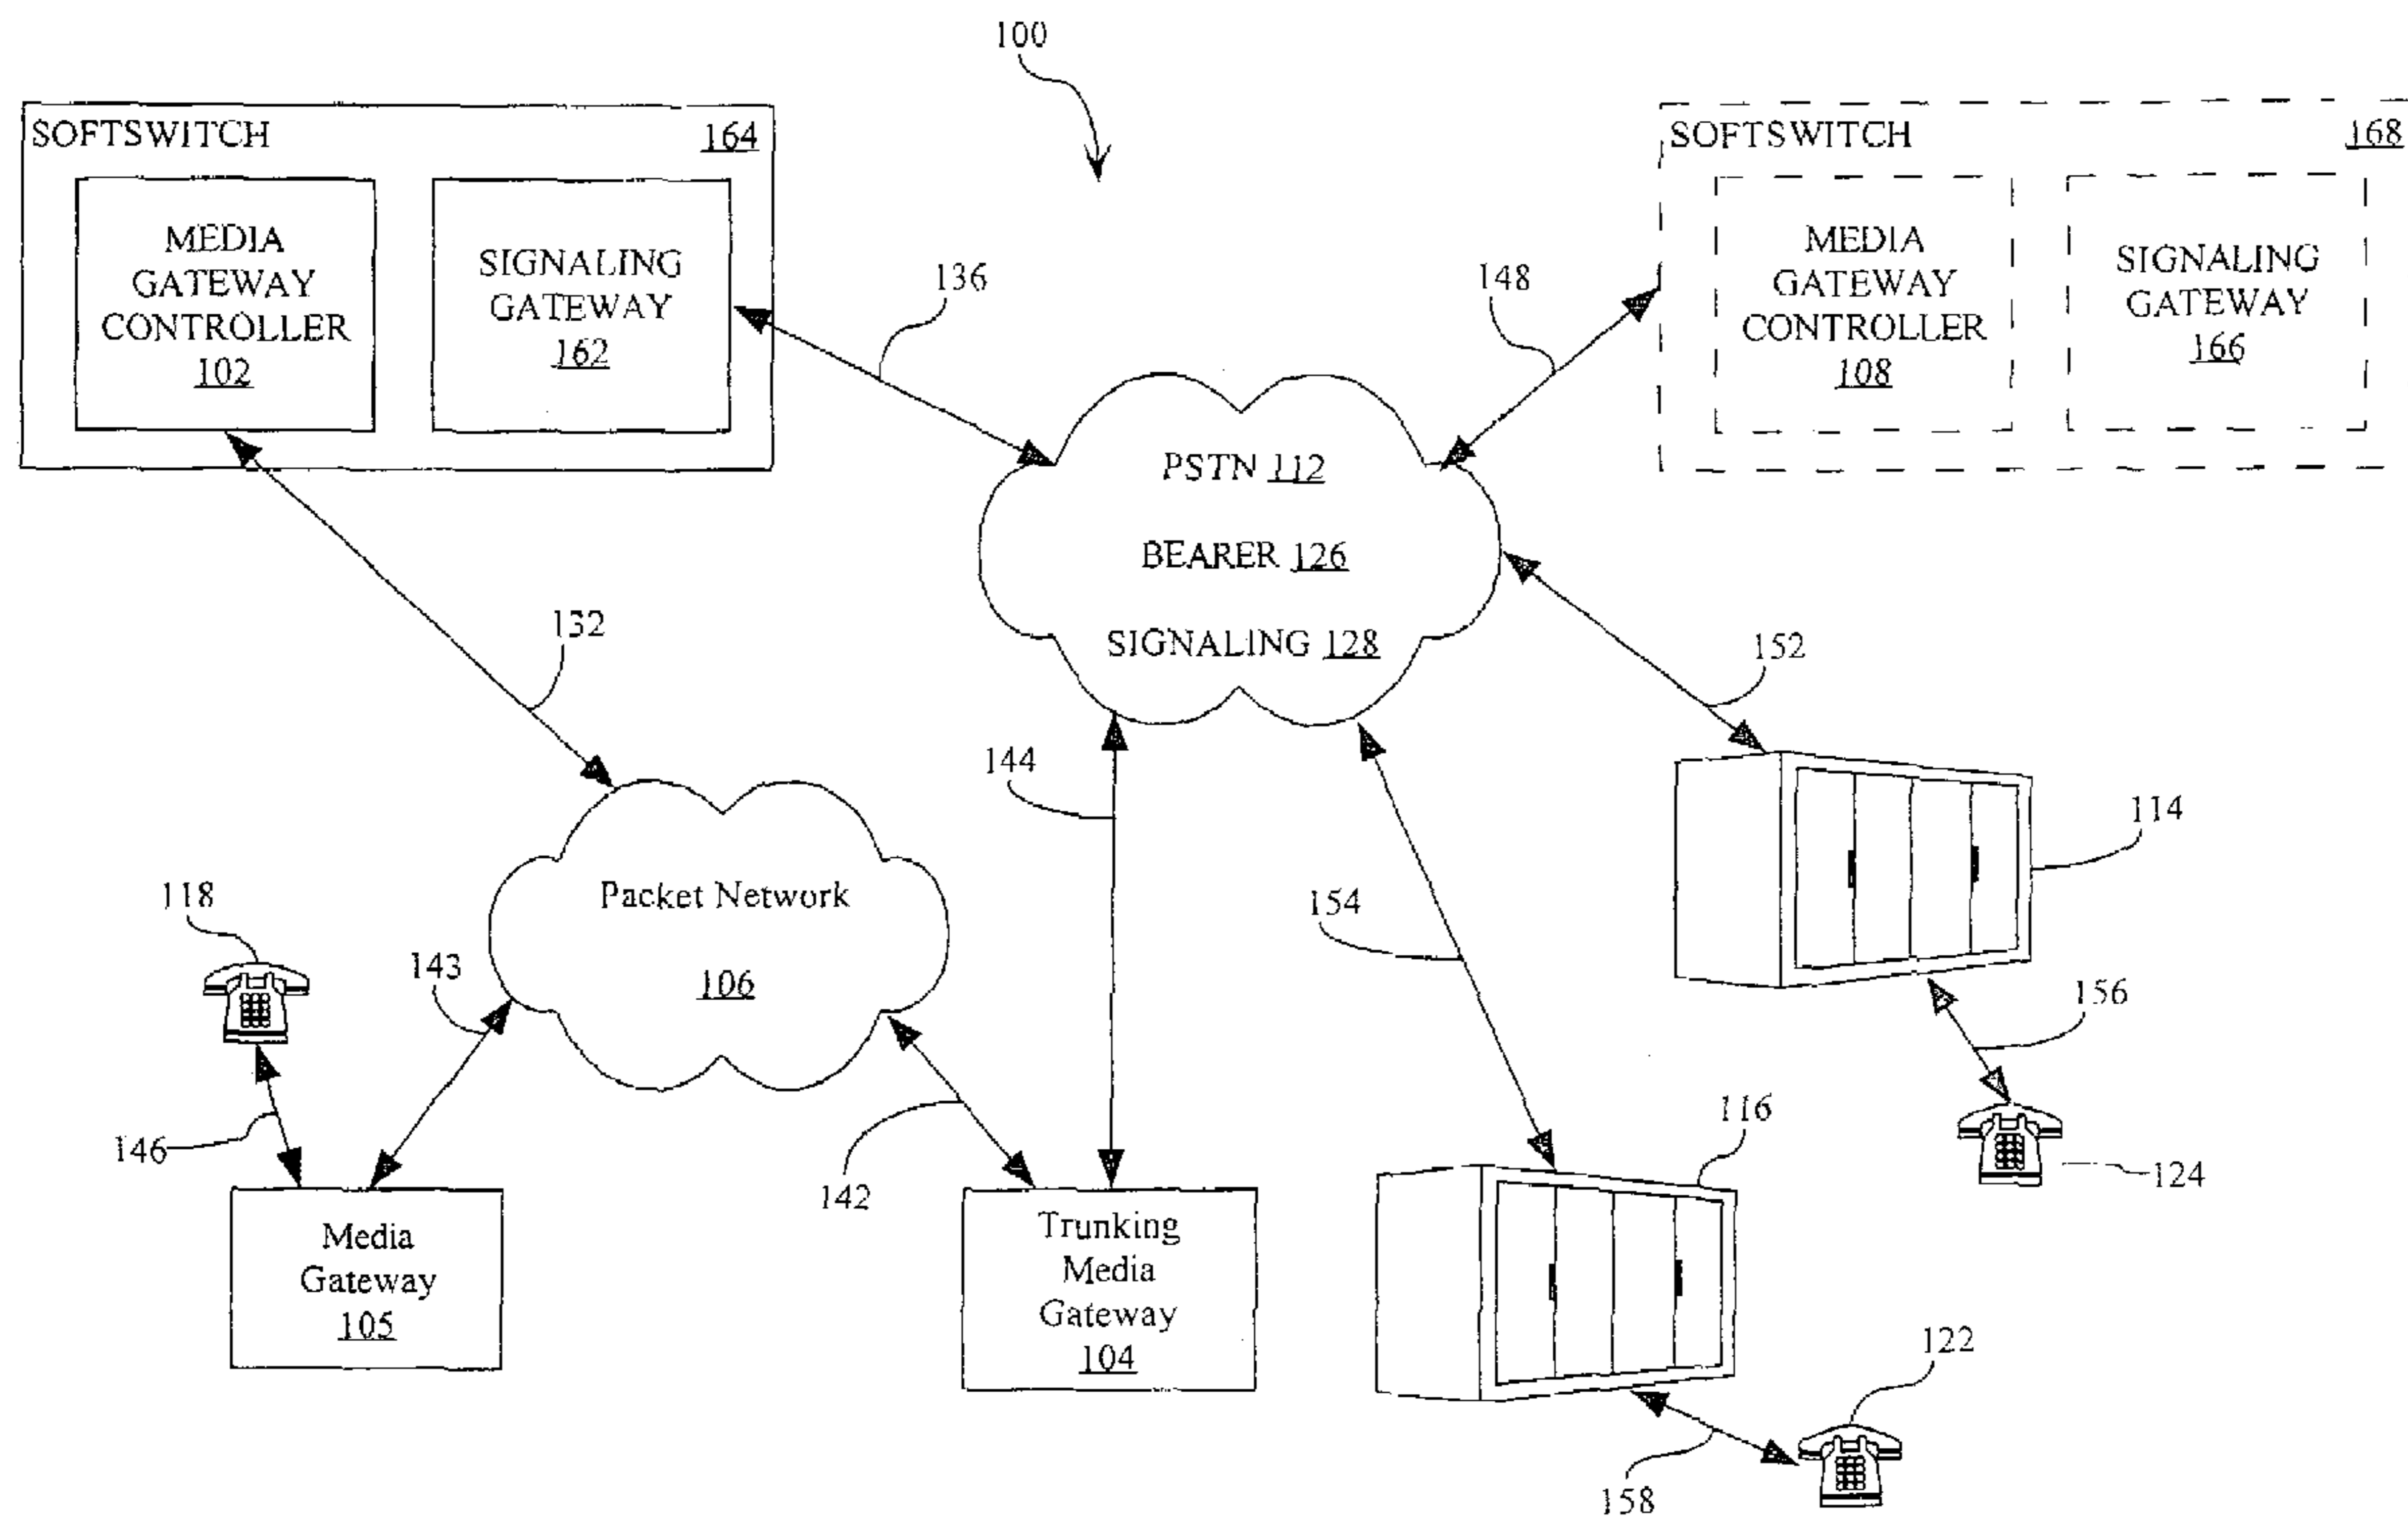 100
SOFTSWITCH 164
MEDIA
GATEWAY
CONTROLLER
102
SIGNALING
GATEWAY
162
136
148
SOFTSWITCH 168
MEDIA
GATEWAY
CONTROLLER
108
SIGNALING
GATEWAY
166
PSTN 112
BEARER 126
SIGNALING 128
132
152
144
114
118
143
Packet Network
106
154
156
146
142
116
124
Media
Gateway
105
Trunking
Media
Gateway
104
122
158